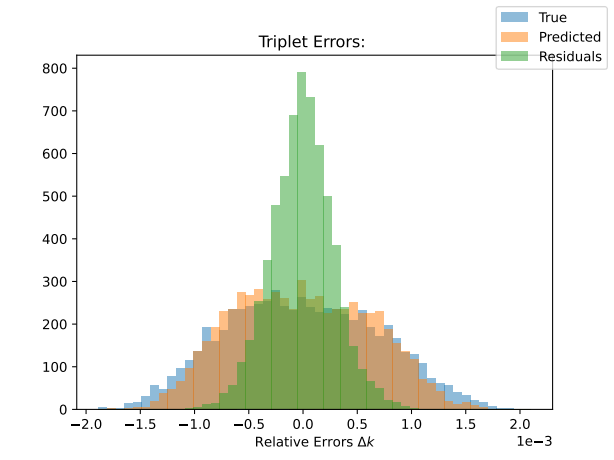 True
Predicted
Residuals
Triplet Errors:
800
700
600
500
400
300
200
100
0
−2.0 −1.5 −1.0 −0.5 0.0 0.5 1.0 1.5 2.0
1e−3
Relative Errors Δk